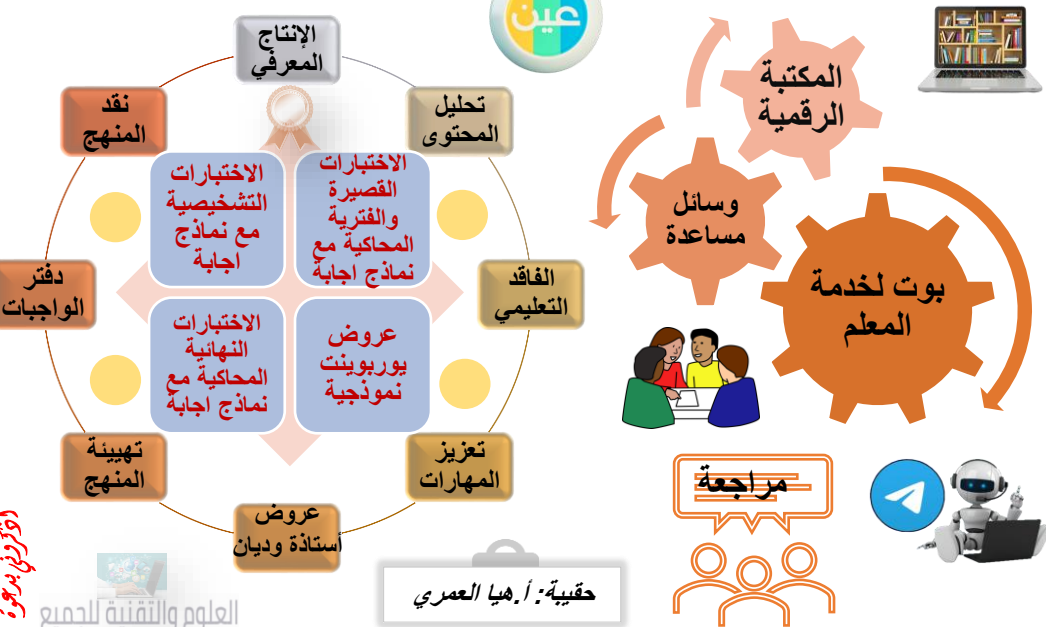 عين
الإنتاج
المعرفي
تحليل
المحتوى
الفاقد
التعليمي
تعزيز
المهارات
عروض
أستاذة وديان
تهيئة
المنهج
دفتر
الواجبات
نقد
المنهج
الاختبارات
القصيرة
والفترية
المحاكية مع
نماذج اجابة
الاختبارات
التشخيصية
مع نماذج
اجابة
عروض
بوربوينت
نموذجية
الاختبارات
النهائية
المحاكية مع
نماذج اجابة
المكتبة
الرقمية
وسائل
مساعدة
بوت لخدمة
المعلم
مراجعة
حقيبة: أ.هيا العمري
اذكروني بدعوة
العلوم والتقنية للجميع